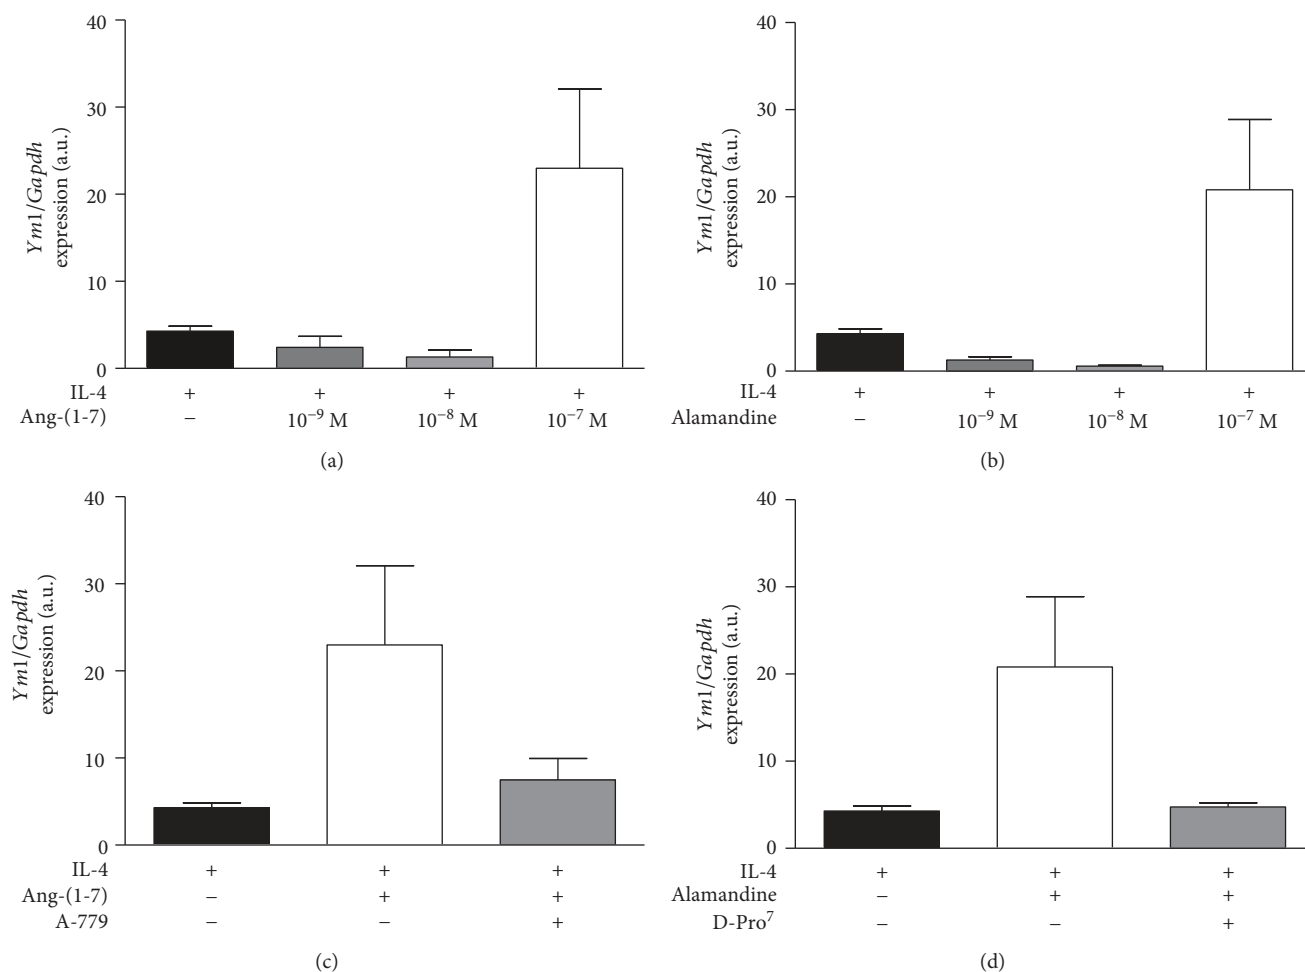 40
30
20
10
0
Ym1/Gapdh
expression (a.u.)
IL-4 + + + +
Ang-(1-7) – 10⁻⁹ M 10⁻⁸ M 10⁻⁷ M
(a)
40
30
20
10
0
Ym1/Gapdh
expression (a.u.)
IL-4 + + + +
Alamandine – 10⁻⁹ M 10⁻⁸ M 10⁻⁷ M
(b)
40
30
20
10
0
Ym1/Gapdh
expression (a.u.)
IL-4 + + +
Ang-(1-7) – + +
A-779 – – +
(c)
40
30
20
10
0
Ym1/Gapdh
expression (a.u.)
IL-4 + + +
Alamandine – + +
D-Pro⁷ – – +
(d)